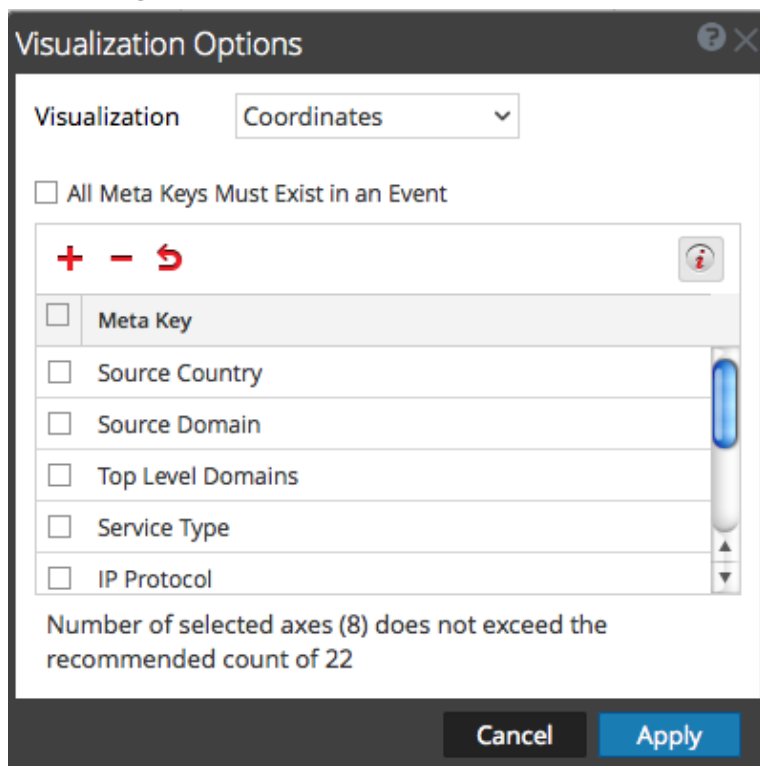 Visualization Options
Visualization Coordinates
All Meta Keys Must Exist in an Event
Meta Key
Source Country
Source Domain
Top Level Domains
Service Type
IP Protocol
Number of selected axes (8) does not exceed the
recommended count of 22
Cancel Apply